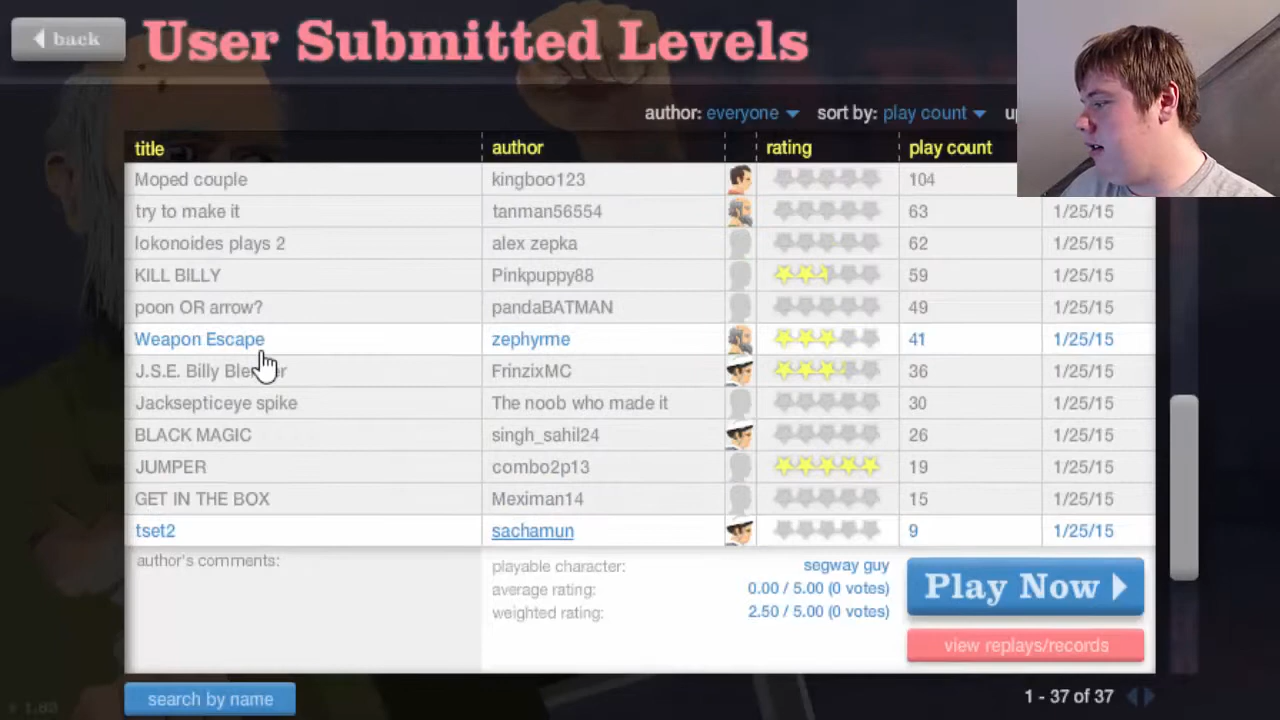 back User Submitted Levels
author: everyone sort by: play count
title author rating play count
Moped couple kingboo123 104
try to make it tanman56554 63 1/25/15
lokonoides plays 2 alex zepka 62 1/25/15
KILL BILLY Pinkpuppy88 59 1/25/15
poon OR arrow? pandaBATMAN 49 1/25/15
Weapon Escape zephyrme 41 1/25/15
J.S.E. Billy FrinzixMC 36 1/25/15
Jacksepticeye spike The noob who made it 30 1/25/15
BLACK MAGIC singh_sahil24 26 1/25/15
JUMPER combo2p13 19 1/25/15
GET IN THE BOX Meximan14 15 1/25/15
tset2 sachamun 9 1/25/15
author's comments: playable character: segway guy
average rating: 0.00 / 5.00 (0 votes) Play Now
weighted rating: 2.50 / 5.00 (0 votes)
view replays/records
search by name 1 - 37 of 37